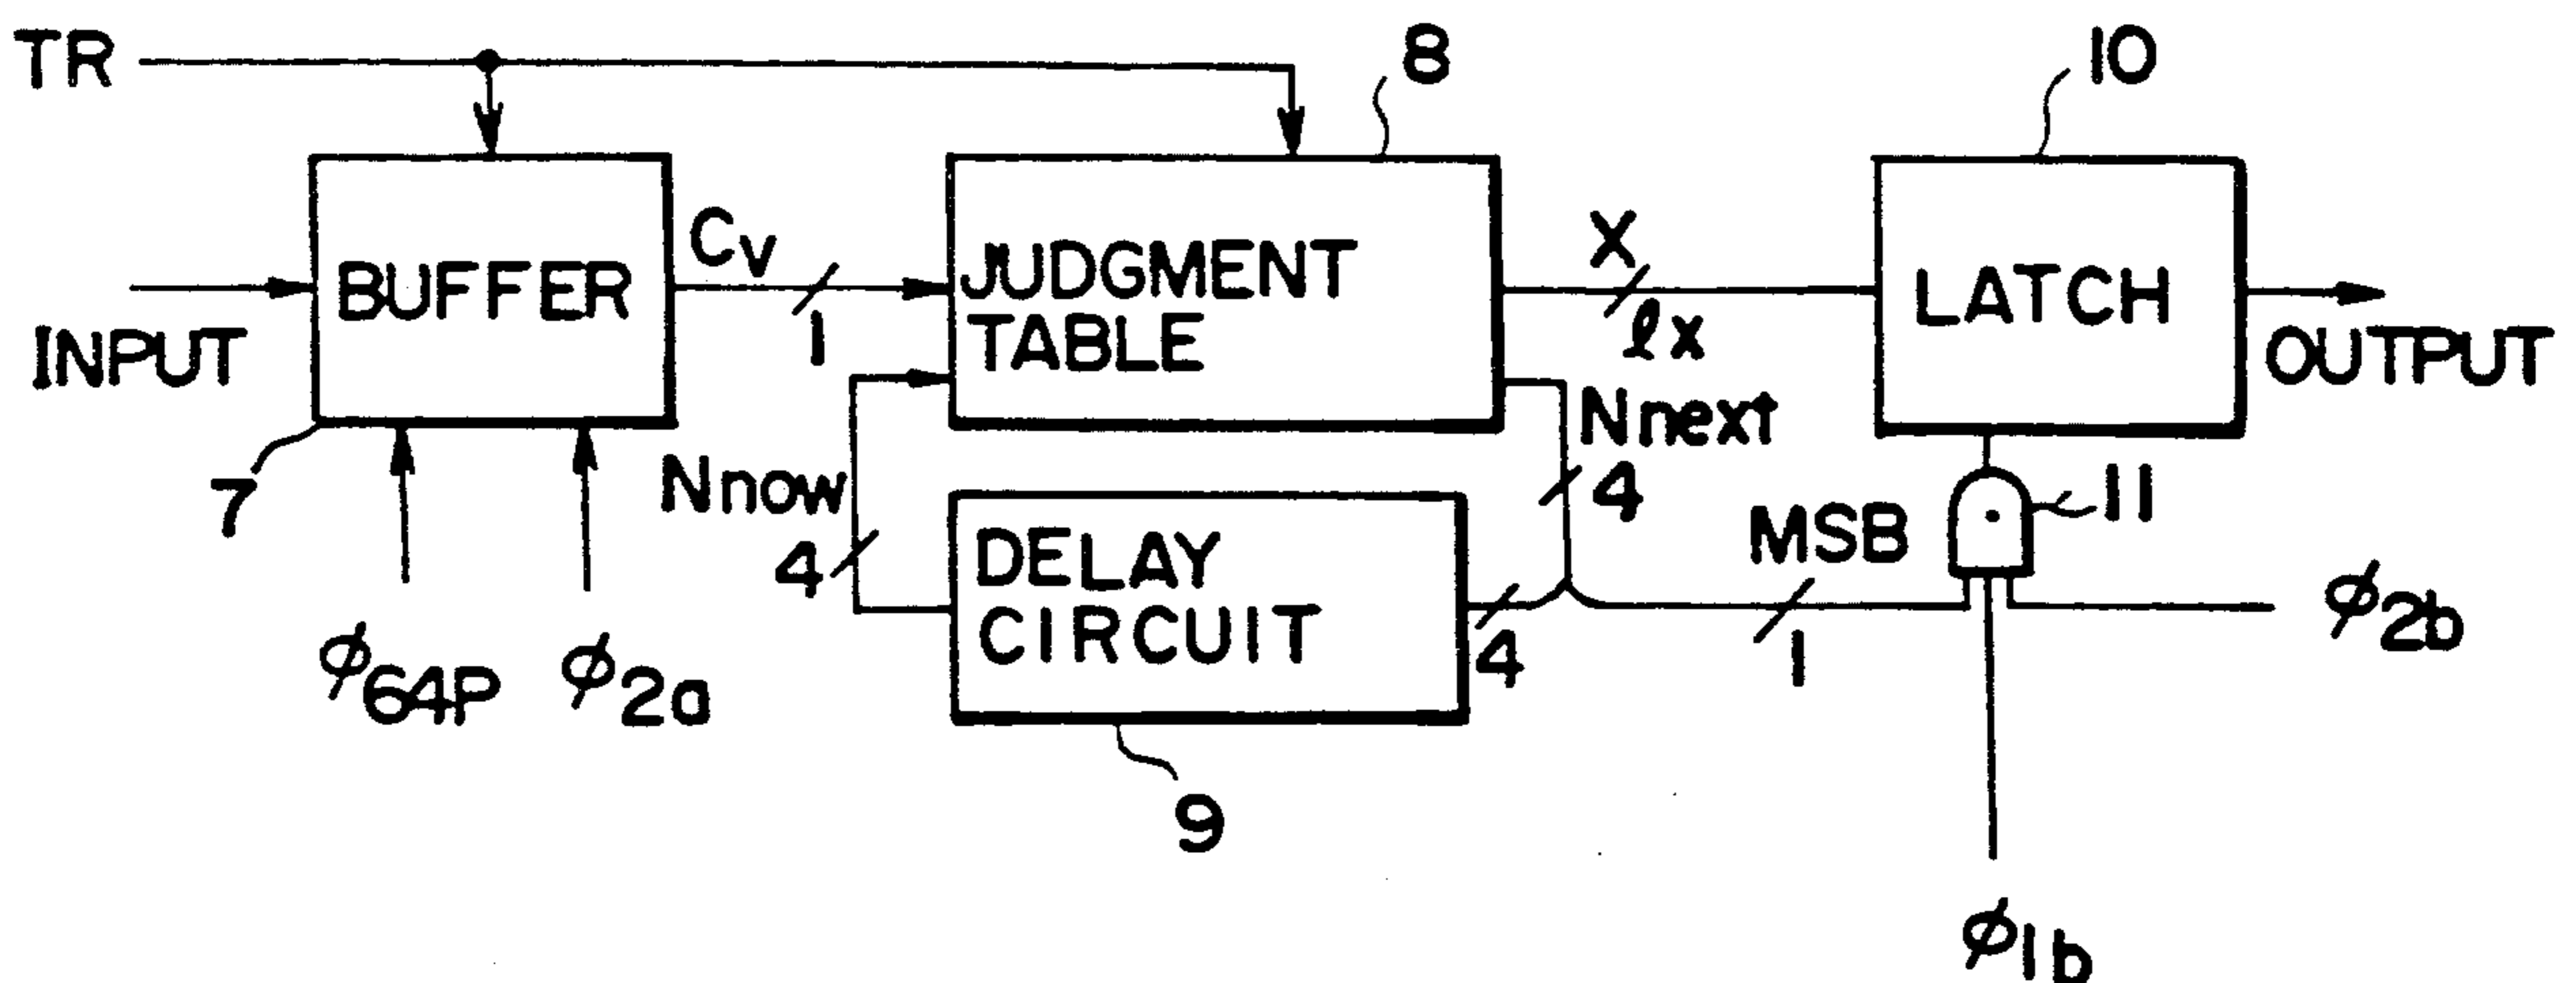 TR
8
10
BUFFER
Cv
1
JUDGMENT
TABLE
X
lx
LATCH
INPUT
OUTPUT
7
Nnow
4
Nnext
4
DELAY
CIRCUIT
4
MSB
1
11
ϕ2b
ϕ64P
ϕ2a
9
ϕ1b